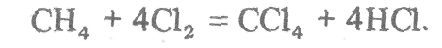 CH₄ + 4Cl₂ = CCl₄ + 4HCl.